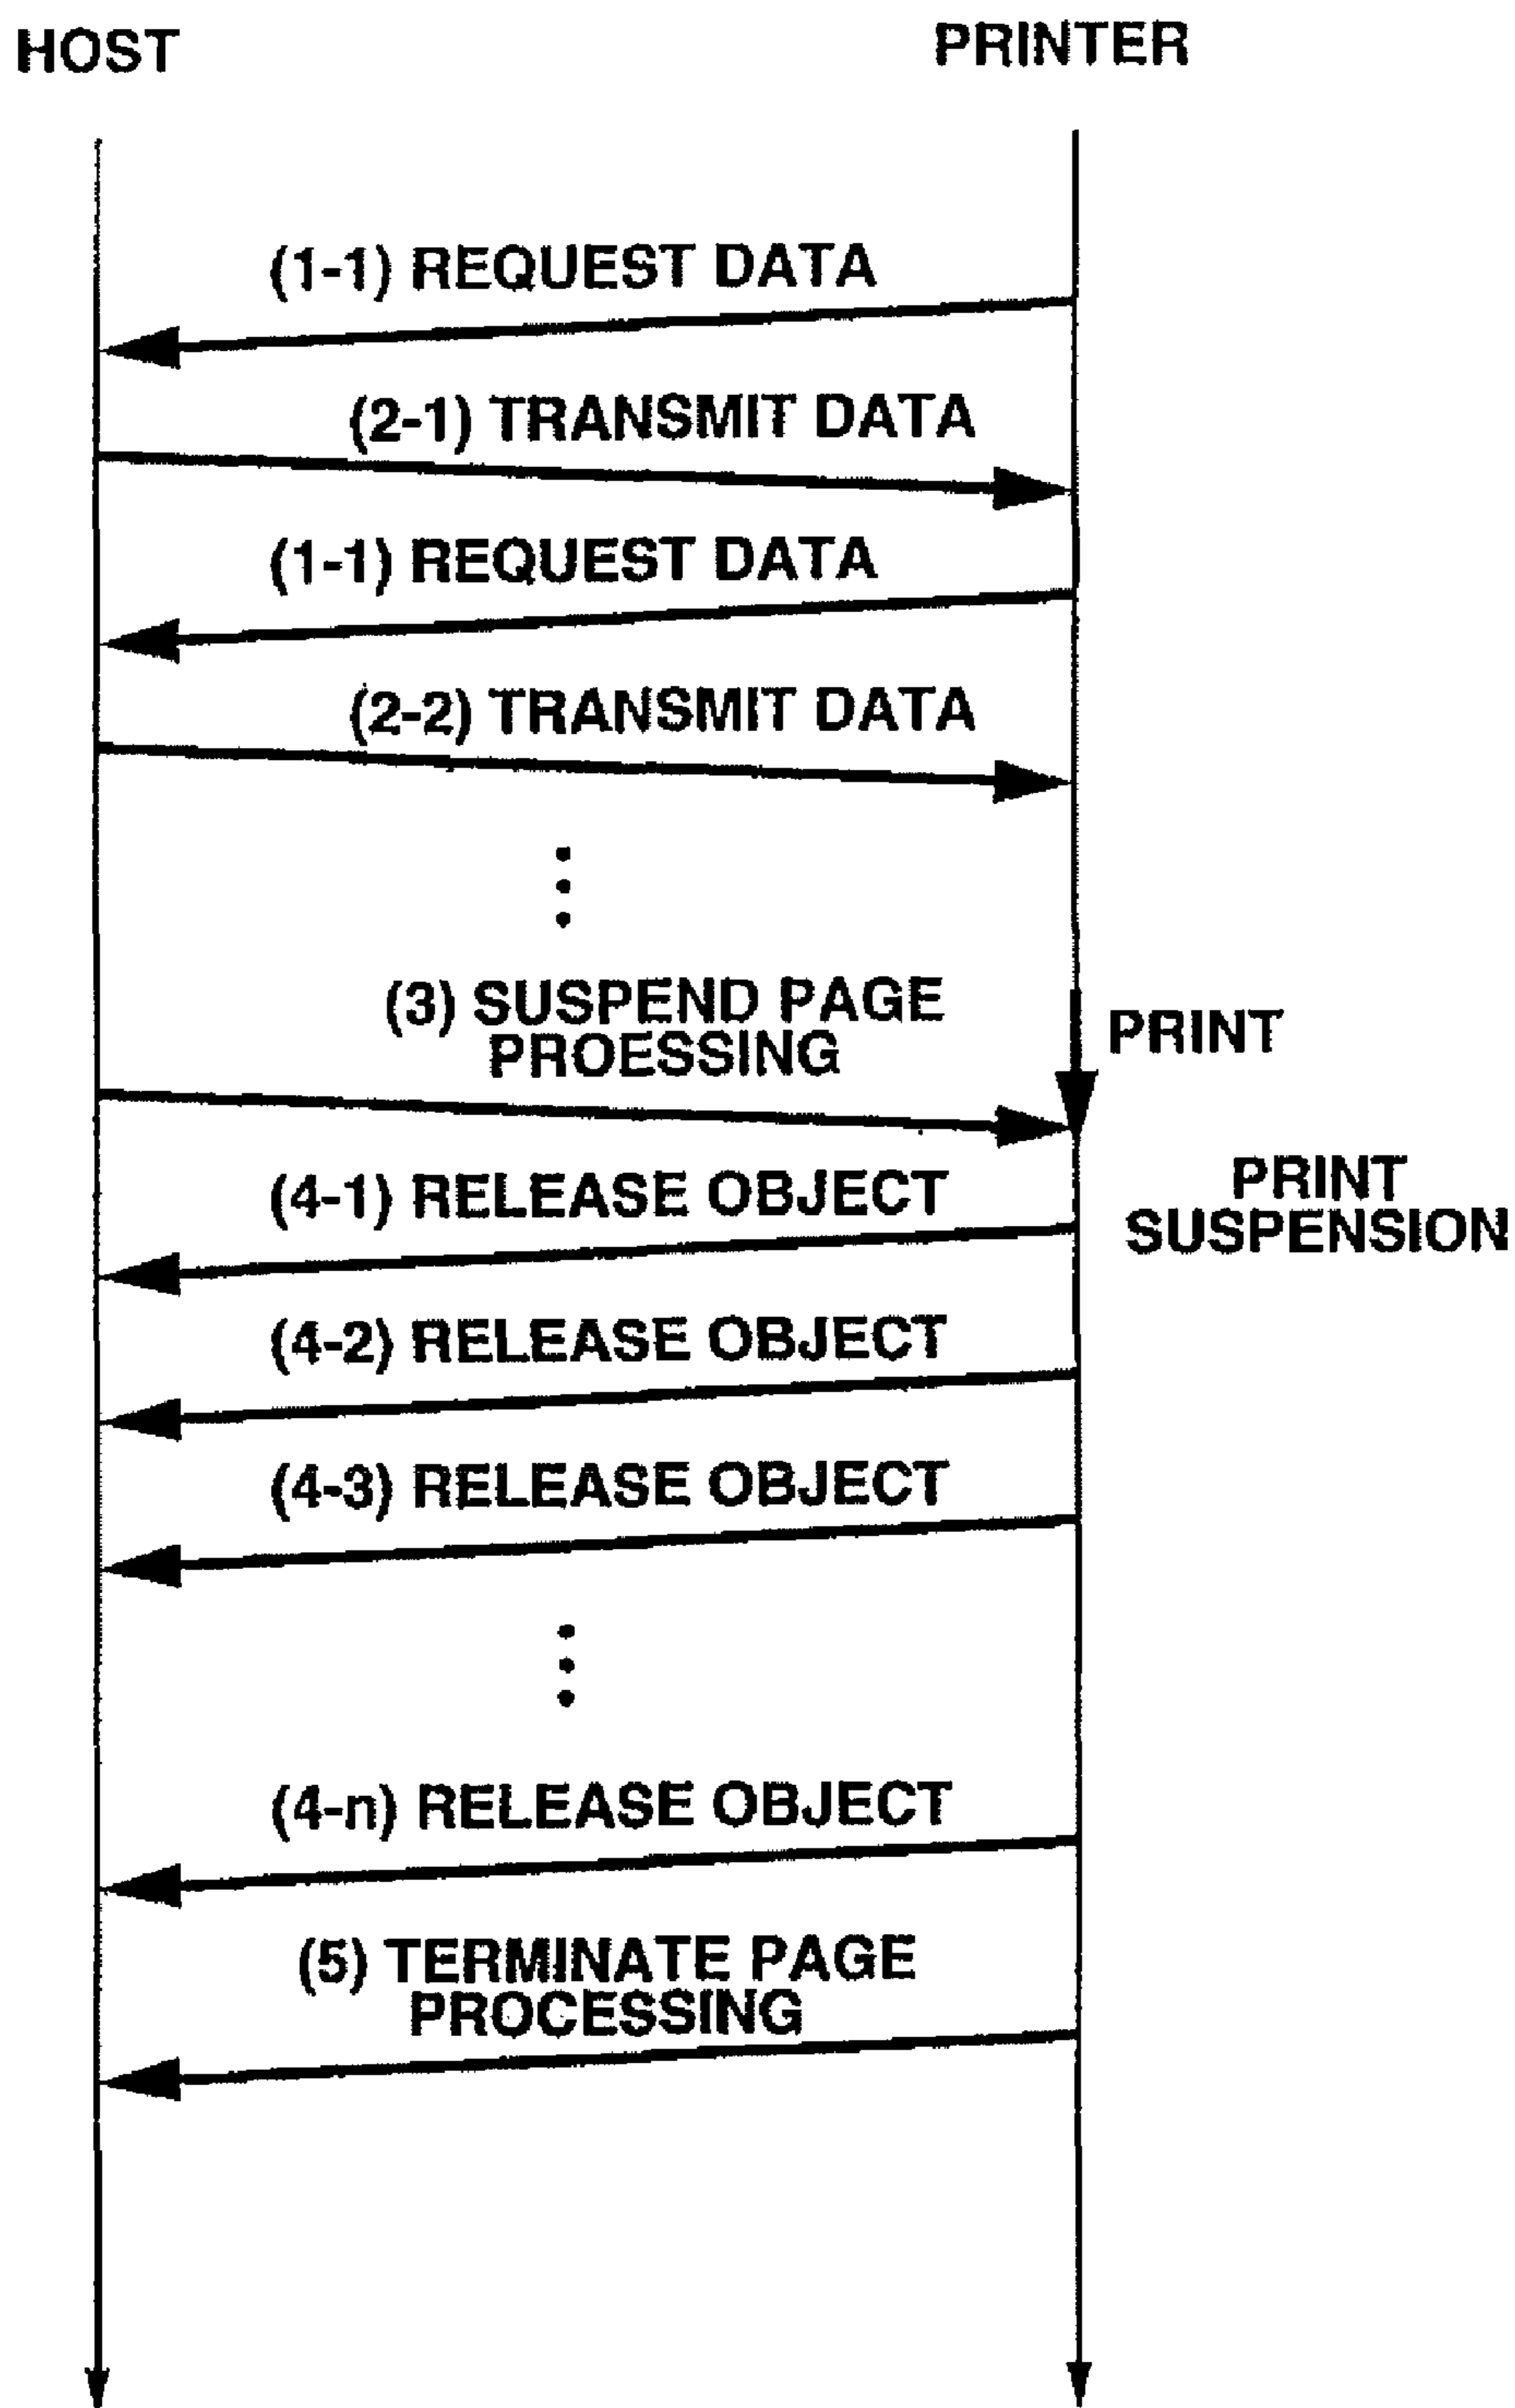 HOST
PRINTER
(1-1) REQUEST DATA
(2-1) TRANSMIT DATA
(1-1) REQUEST DATA
(2-2) TRANSMIT DATA
(3) SUSPEND PAGE
PROESSING
PRINT
PRINT
SUSPENSION
(4-1) RELEASE OBJECT
(4-2) RELEASE OBJECT
(4-3) RELEASE OBJECT
(4-n) RELEASE OBJECT
(5) TERMINATE PAGE
PROCESSING